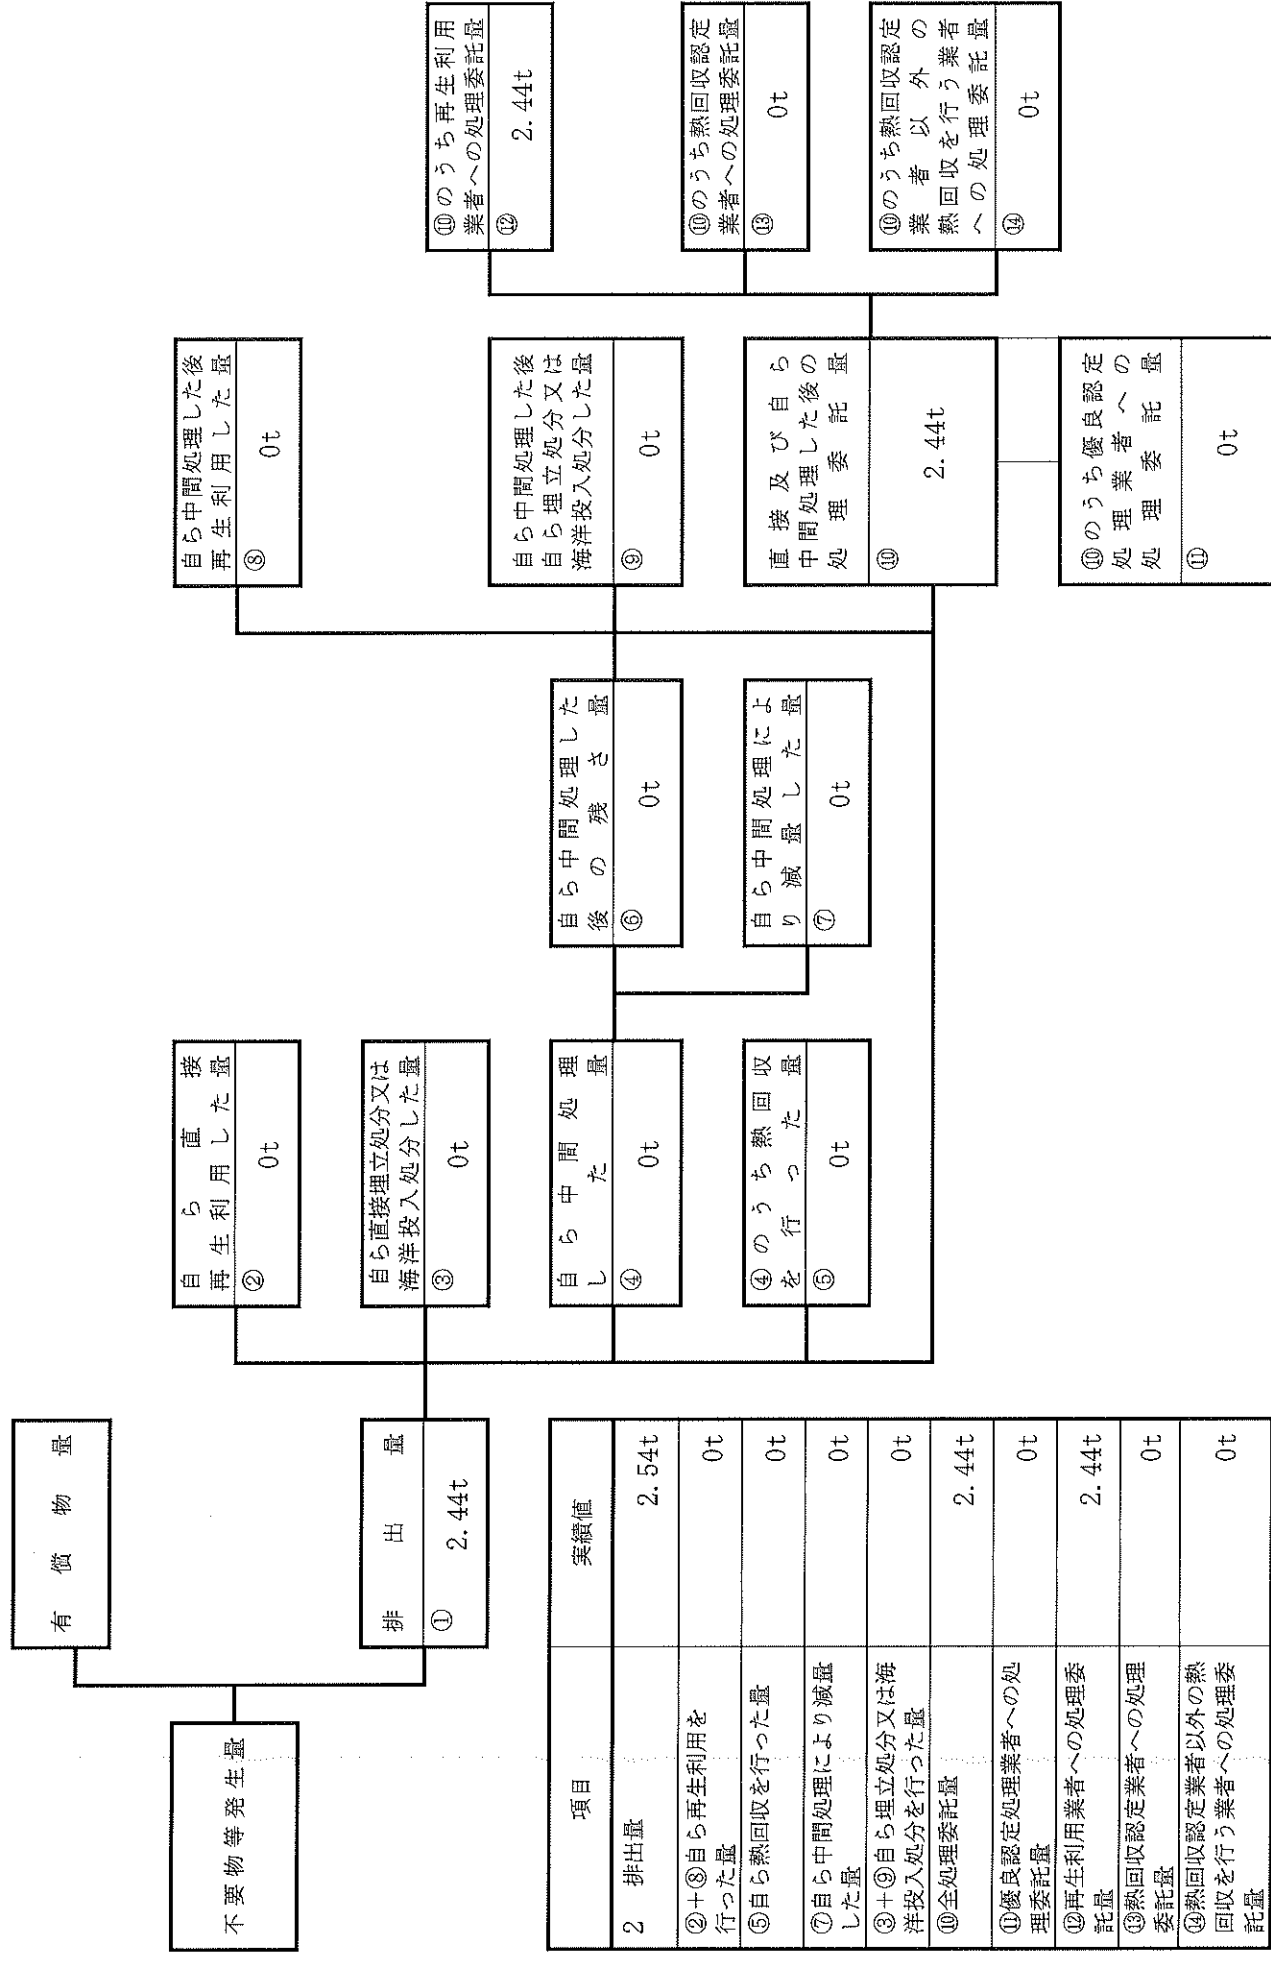 不要物等発生量
有償物量
排出量
① 2.44t
自ら直接
再生利用した量
② 0t
自ら直接埋立処分又は
海洋投入処分した量
③ 0t
自ら中間処理
した量
④ 0t
④のうち熱回収
を行った量
⑤ 0t
自ら中間処理した
後の残さ量
⑥ 0t
自ら中間処理によ
り減量した量
⑦ 0t
自ら中間処理した後
再生利用した量
⑧ 0t
自ら中間処理した後
自ら埋立処分又は
海洋投入処分した量
⑨ 0t
直接及び自ら
中間処理した後の
処理委託量
⑩ 2.44t
⑩のうち優良認定
処理業者への
処理委託量
⑪ 0t
⑩のうち再生利用
業者への処理委託量
⑫ 2.44t
⑩のうち熱回収認定
業者への処理委託量
⑬ 0t
⑩のうち熱回収認定
業者以外の
熱回収を行う業者
への処理委託量
⑭ 0t
項目 実績値
2 排出量 2.54t
②+⑧自ら再生利用を
行った量 0t
⑤自ら熱回収を行った量 0t
⑦自ら中間処理により減量
した量 0t
③+⑨自ら埋立処分又は海
洋投入処分を行った量 0t
⑩全処理委託量 2.44t
⑪優良認定処理業者への処
理委託量 0t
⑫再生利用業者への処理委
託量 2.44t
⑬熱回収認定業者への処理
委託量 0t
⑭熱回収認定業者以外の熱
回収を行う業者への処理委
託量 0t